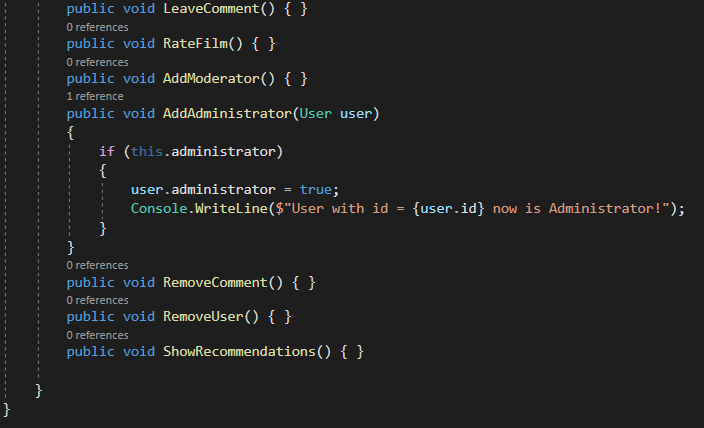 public void LeaveComment() { }
0 references
public void RateFilm() { }
0 references
public void AddModerator() { }
1 reference
public void AddAdministrator(User user)
{
if (this.administrator)
{
user.administrator = true;
Console.WriteLine($"User with id = {user.id} now is Administrator!");
}
}
0 references
public void RemoveComment() { }
0 references
public void RemoveUser() { }
0 references
public void ShowRecommendations() { }
}
}